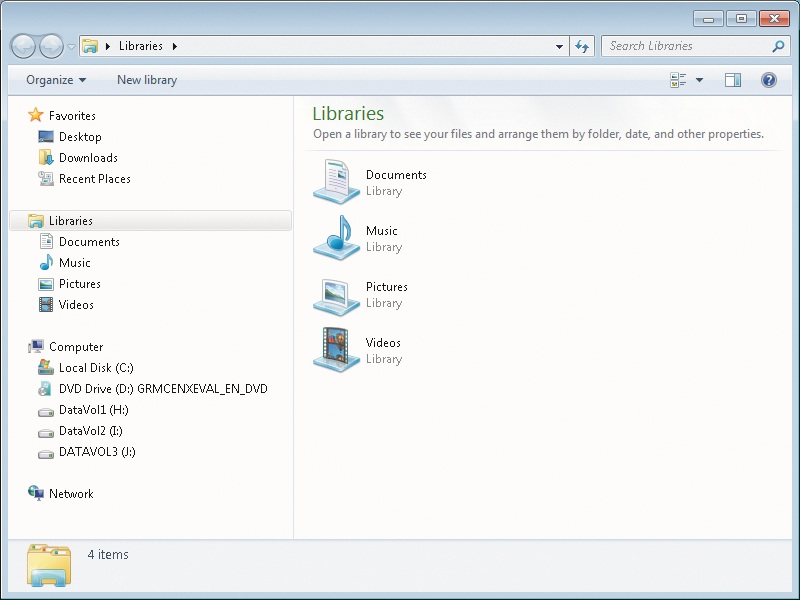 Libraries
Search Libraries
Organize
New library
Favorites
Desktop
Downloads
Recent Places
Libraries
Documents
Music
Pictures
Videos
Computer
Local Disk (C:)
DVD Drive (D:) GRMCENXEVAL_EN_DVD
DataVol1 (H:)
DataVol2 (I:)
DATAVOL3 (J:)
Network
Libraries
Open a library to see your files and arrange them by folder, date, and other properties.
Documents
Library
Music
Library
Pictures
Library
Videos
Library
4 items